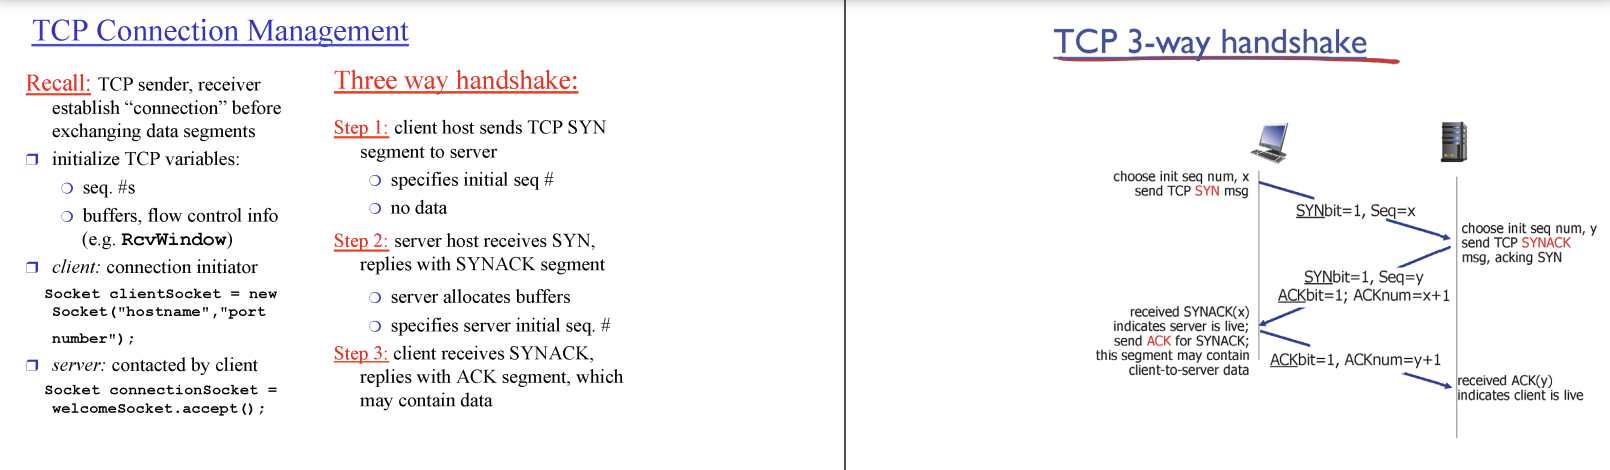 TCP Connection Management
Recall: TCP sender, receiver
establish “connection” before
exchanging data segments
❒ initialize TCP variables:
❍ seq. #s
❍ buffers, flow control info
(e.g. RcvWindow)
❒ client: connection initiator
Socket clientSocket = new
Socket("hostname","port
number");
❒ server: contacted by client
Socket connectionSocket =
welcomeSocket.accept();
Three way handshake:
Step 1: client host sends TCP SYN
segment to server
❍ specifies initial seq #
❍ no data
Step 2: server host receives SYN,
replies with SYNACK segment
❍ server allocates buffers
❍ specifies server initial seq. #
Step 3: client receives SYNACK,
replies with ACK segment, which
may contain data
TCP 3-way handshake
choose init seq num, x
send TCP SYN msg
SYNbit=1, Seq=x
choose init seq num, y
send TCP SYNACK
msg, acking SYN
SYNbit=1, Seq=y
ACKbit=1; ACKnum=x+1
received SYNACK(x)
indicates server is live;
send ACK for SYNACK;
this segment may contain
client-to-server data
ACKbit=1, ACKnum=y+1
received ACK(y)
indicates client is live